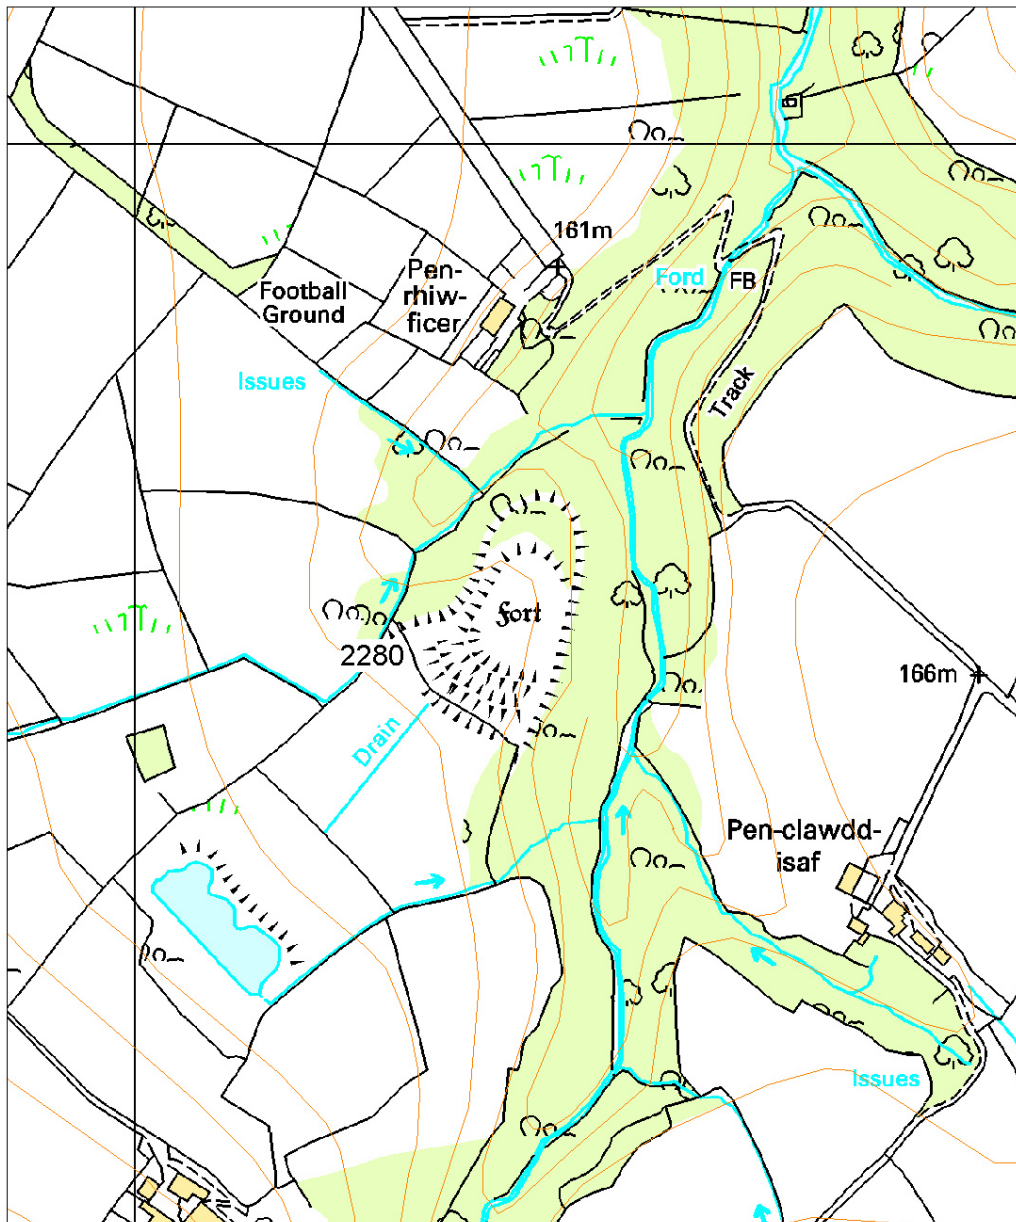 161m
Pen-
rhiw-
ficer
Football
Ground
Ford
FB
Issues
Track
Fort
2280
166m
Drain
Pen-clawdd-
isaf
Issues